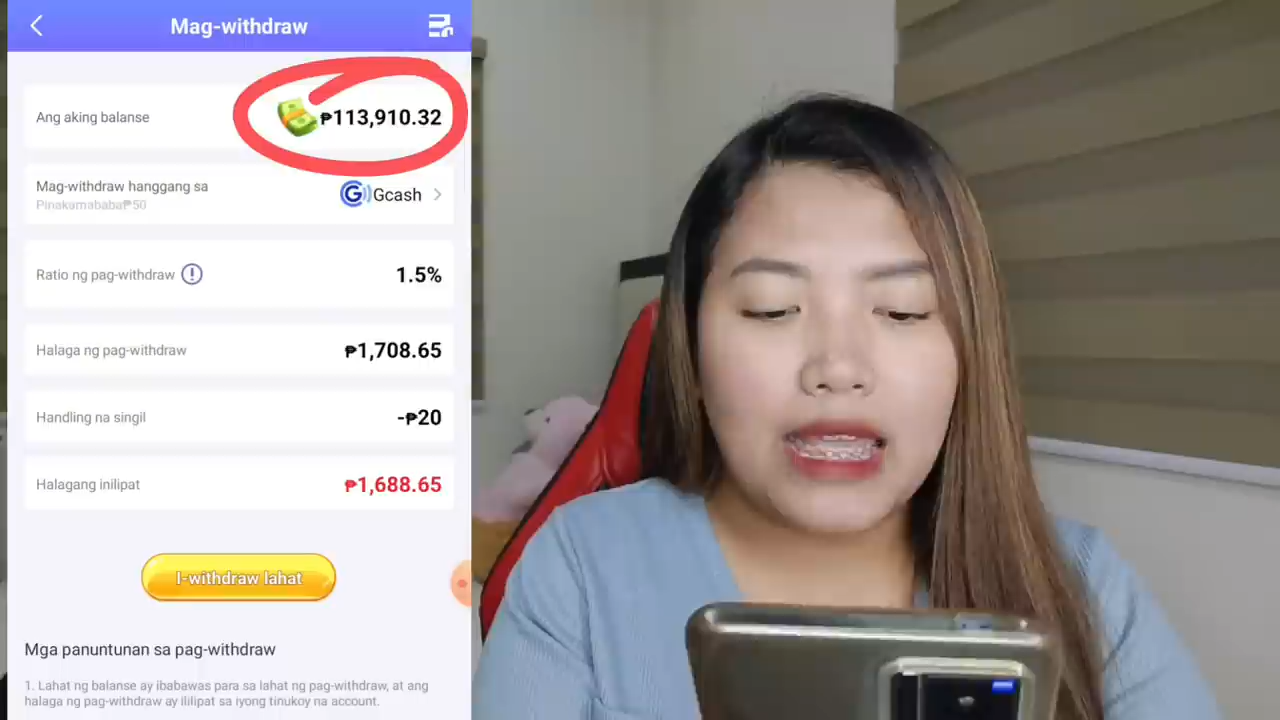 Mag-withdraw
Ang aking balanse
₱113,910.32
Mag-withdraw hanggang sa
Pinakamababa₱50
Gcash
Ratio ng pag-withdraw
1.5%
Halaga ng pag-withdraw
₱1,708.65
Handling na singil
-₱20
Halagang inilipat
₱1,688.65
I-withdraw lahat
Mga panuntunan sa pag-withdraw
1. Lahat ng balanse ay ibabawas para sa lahat ng pag-withdraw, at ang
halaga ng pag-withdraw ay ililipat sa iyong tinukoy na account.